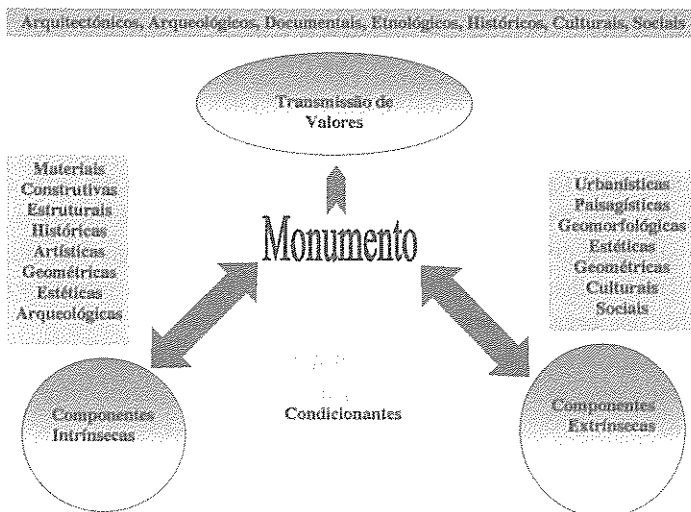 Arquitectónicos, Arqueológicos, Documentais, Etnológicos, Históricos, Culturais, Sociais
Transmissão de
Valores
Materiais
Construtivas
Estruturais
Históricas
Artísticas
Geométricas
Estéticas
Arqueológicas
Monumento
Urbanísticas
Paisagísticas
Geomorfológicas
Estéticas
Geométricas
Culturais
Sociais
Componentes
Intrínsecas
Condicionantes
Componentes
Extrínsecas